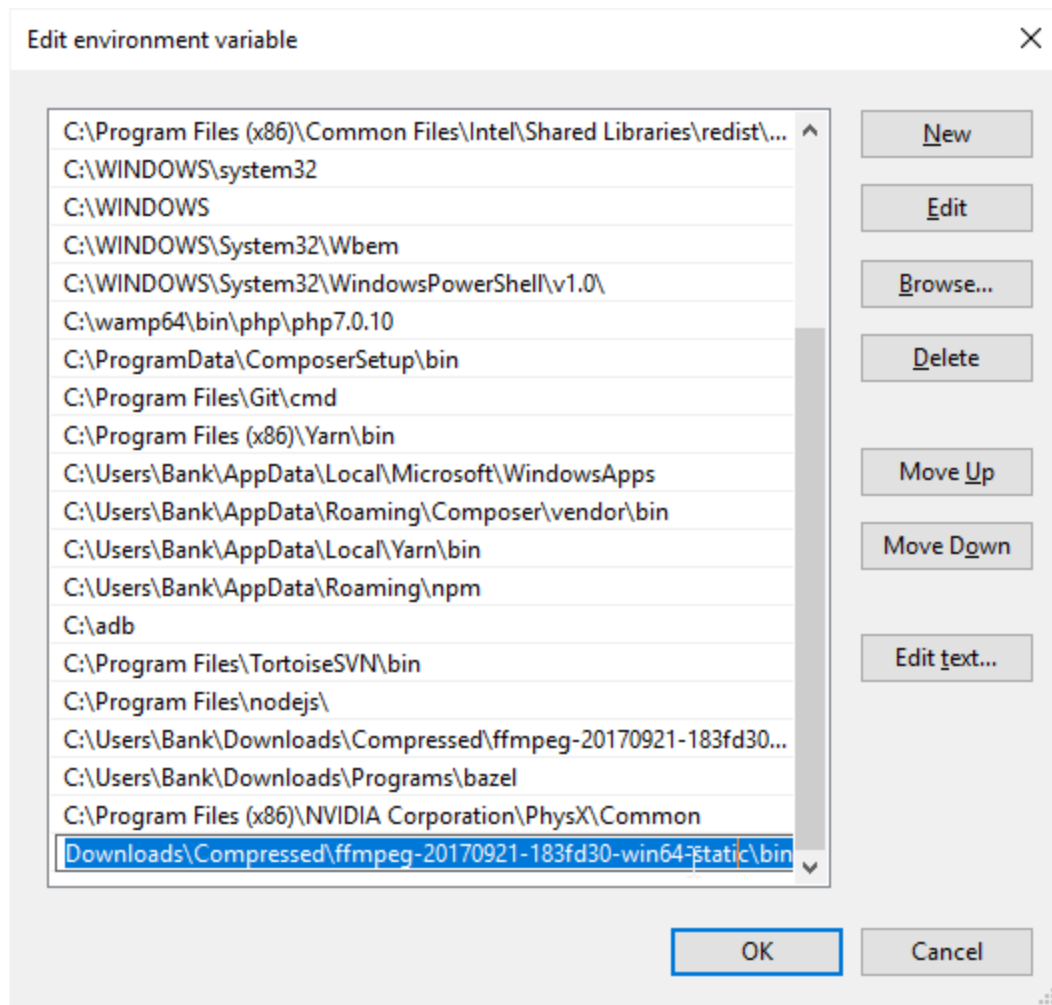 Edit environment variable
C:\Program Files (x86)\Common Files\Intel\Shared Libraries\redist\...
C:\WINDOWS\system32
C:\WINDOWS
C:\WINDOWS\System32\Wbem
C:\WINDOWS\System32\WindowsPowerShell\v1.0\
C:\wamp64\bin\php\php7.0.10
C:\ProgramData\ComposerSetup\bin
C:\Program Files\Git\cmd
C:\Program Files (x86)\Yarn\bin
C:\Users\Bank\AppData\Local\Microsoft\WindowsApps
C:\Users\Bank\AppData\Roaming\Composer\vendor\bin
C:\Users\Bank\AppData\Local\Yarn\bin
C:\Users\Bank\AppData\Roaming\npm
C:\adb
C:\Program Files\TortoiseSVN\bin
C:\Program Files\nodejs\
C:\Users\Bank\Downloads\Compressed\ffmpeg-20170921-183fd30...
C:\Users\Bank\Downloads\Programs\bazel
C:\Program Files (x86)\NVIDIA Corporation\PhysX\Common
Downloads\Compressed\ffmpeg-20170921-183fd30-win64-static\bin
New
Edit
Browse...
Delete
Move Up
Move Down
Edit text...
OK
Cancel